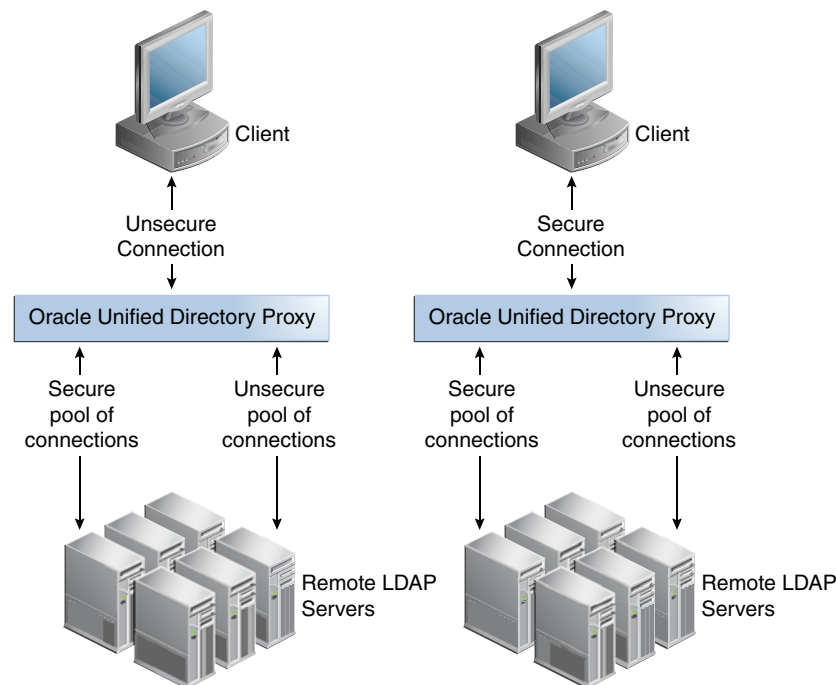 Client
Unsecure
Connection
Oracle Unified Directory Proxy
Secure
pool of
connections
Unsecure
pool of
connections
Remote LDAP
Servers
Client
Secure
Connection
Oracle Unified Directory Proxy
Secure
pool of
connections
Unsecure
pool of
connections
Remote LDAP
Servers